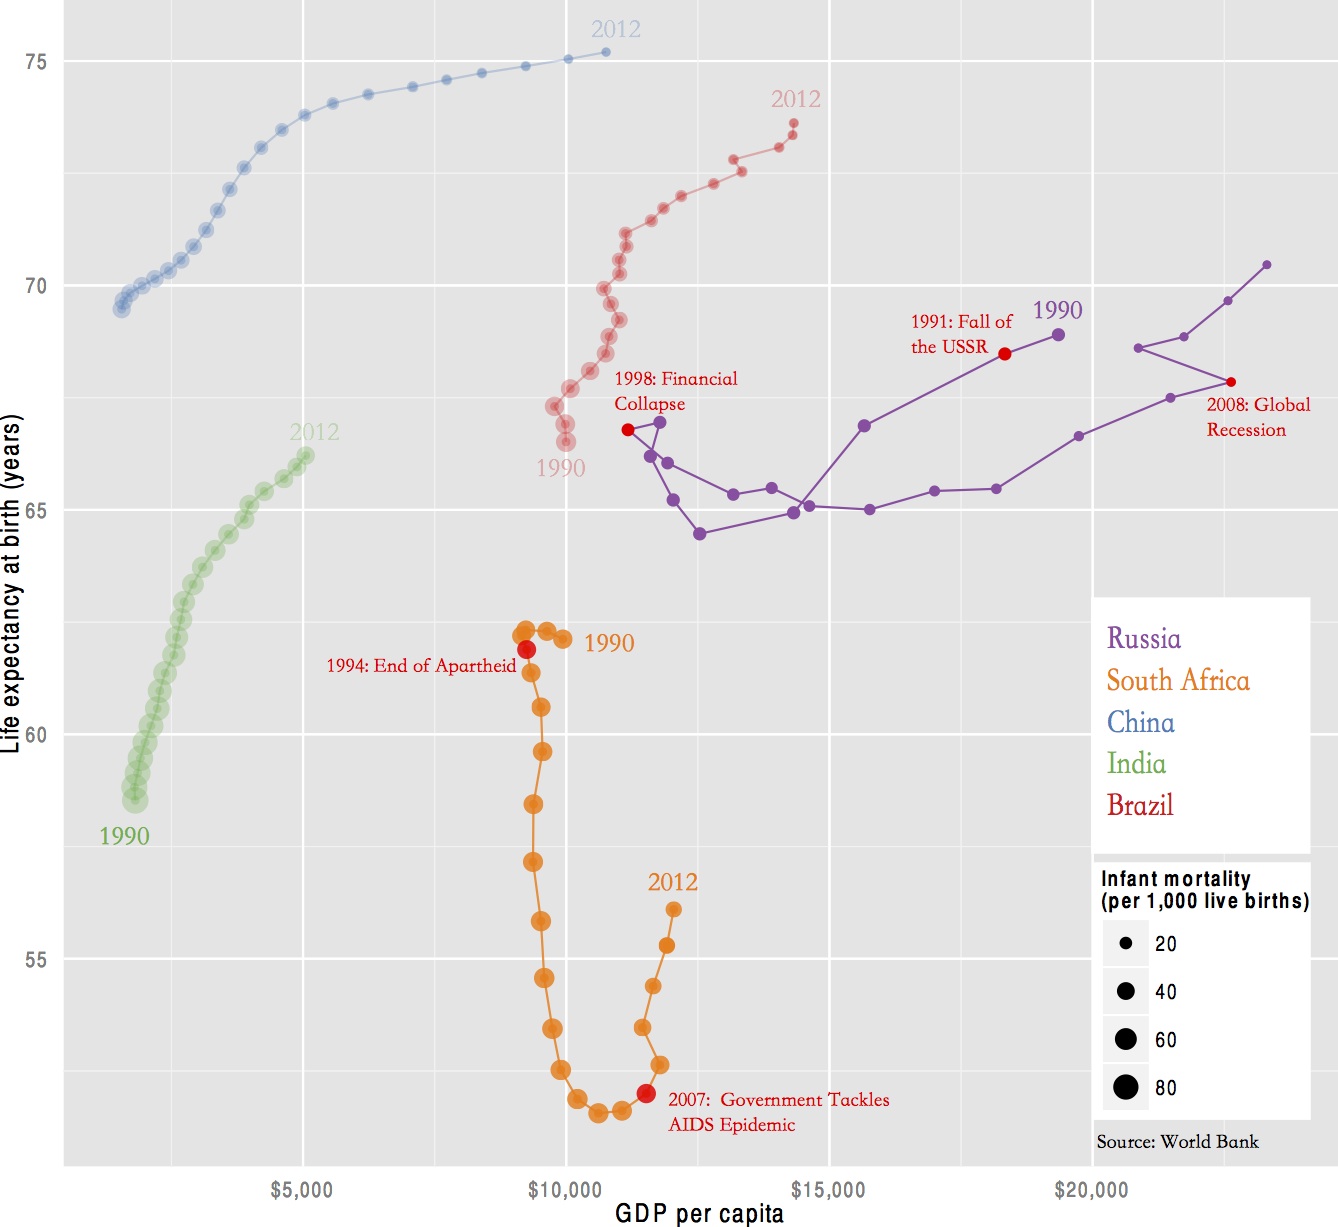 2012
75
2012
70
1990
1991: Fall of
the USSR
1998: Financial
Collapse
2008: Global
Recession
2012
1990
65
Life expectancy at birth (years)
1990
1994: End of Apartheid
60
1990
2012
55
2007:  Government Tackles
AIDS Epidemic
Russia
South Africa
China
India
Brazil
Infant mortality
(per 1,000 live births)
20
40
60
80
Source: World Bank
$5,000
$10,000
$15,000
$20,000
GDP per capita